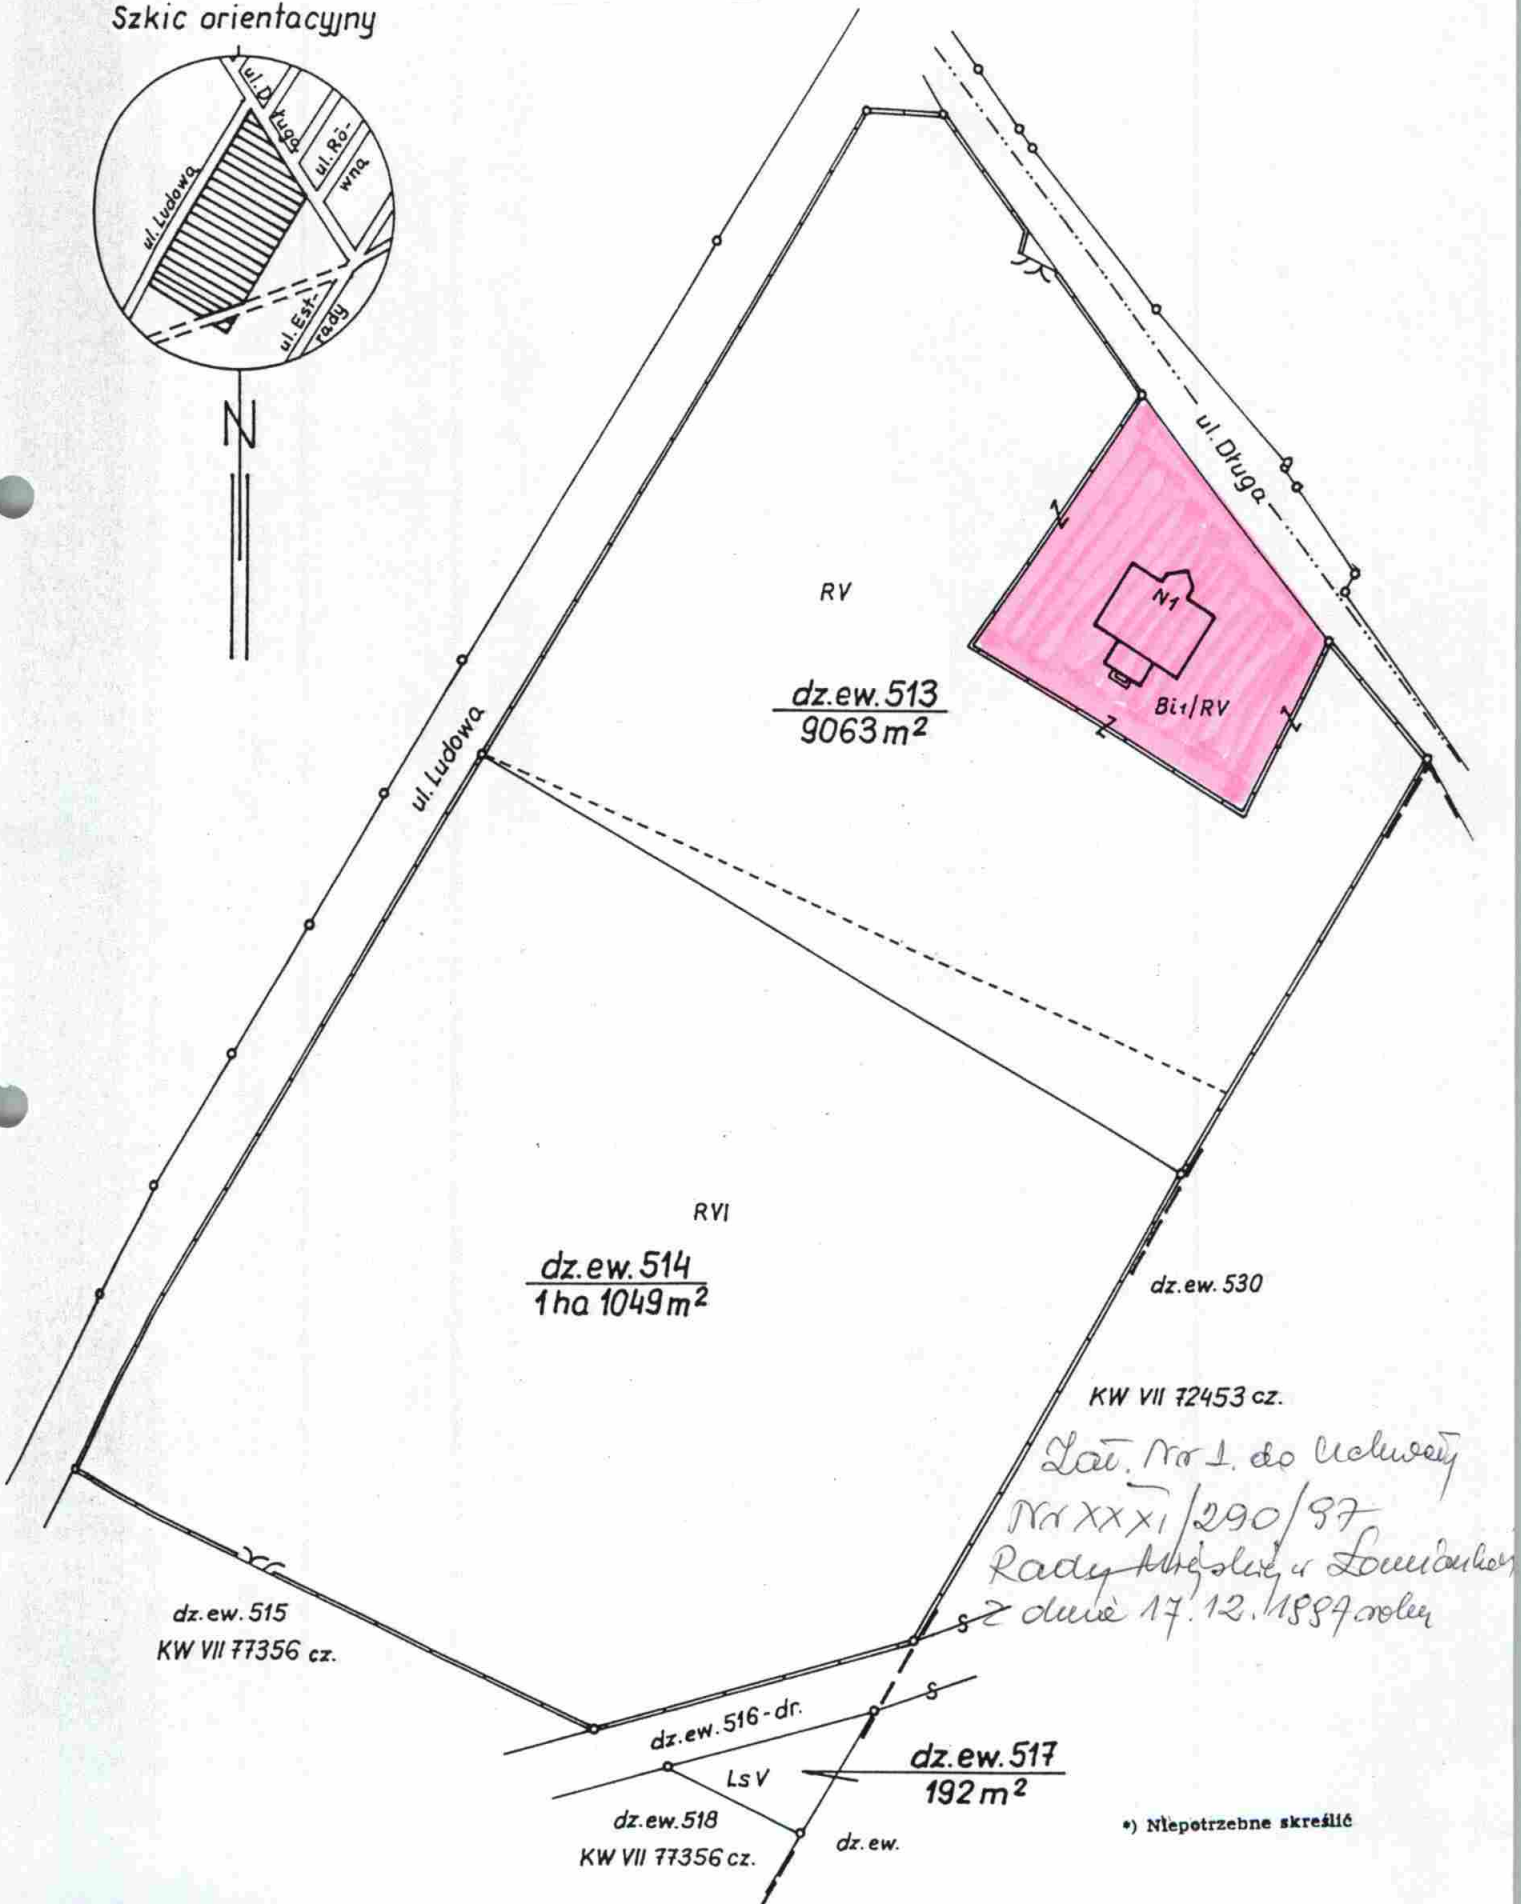 Szkic orientacyjny
ul. Długa
ul. Ró-
wna
ul. Ludowa
ul. Est-
rady
N
ul. Długa
RV
N1
Bi1/RV
dz.ew. 513
9063 m²
ul. Ludowa
RVI
dz.ew. 514
1 ha 1049 m²
dz.ew. 530
KW VII 72453 cz.
Zał. Nr 1. do Uchwały
Nr XXXI/290/97
Rady Miejskiej w Łomiankach
z dnia 17.12.1997 roku
dz.ew. 515
KW VII 77356 cz.
S
S
dz.ew. 516-dr.
dz.ew. 517
192 m²
LsV
dz.ew. 518
KW VII 77356 cz.
dz.ew.
*) Niepotrzebne skreślić